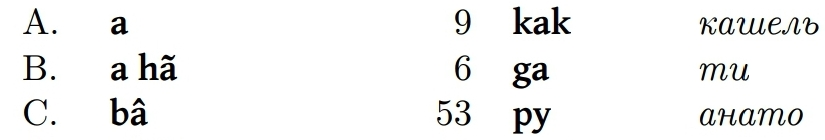 A. a 9 kak кашель
B. a hã 6 ga ти
C. bâ 53 py анато